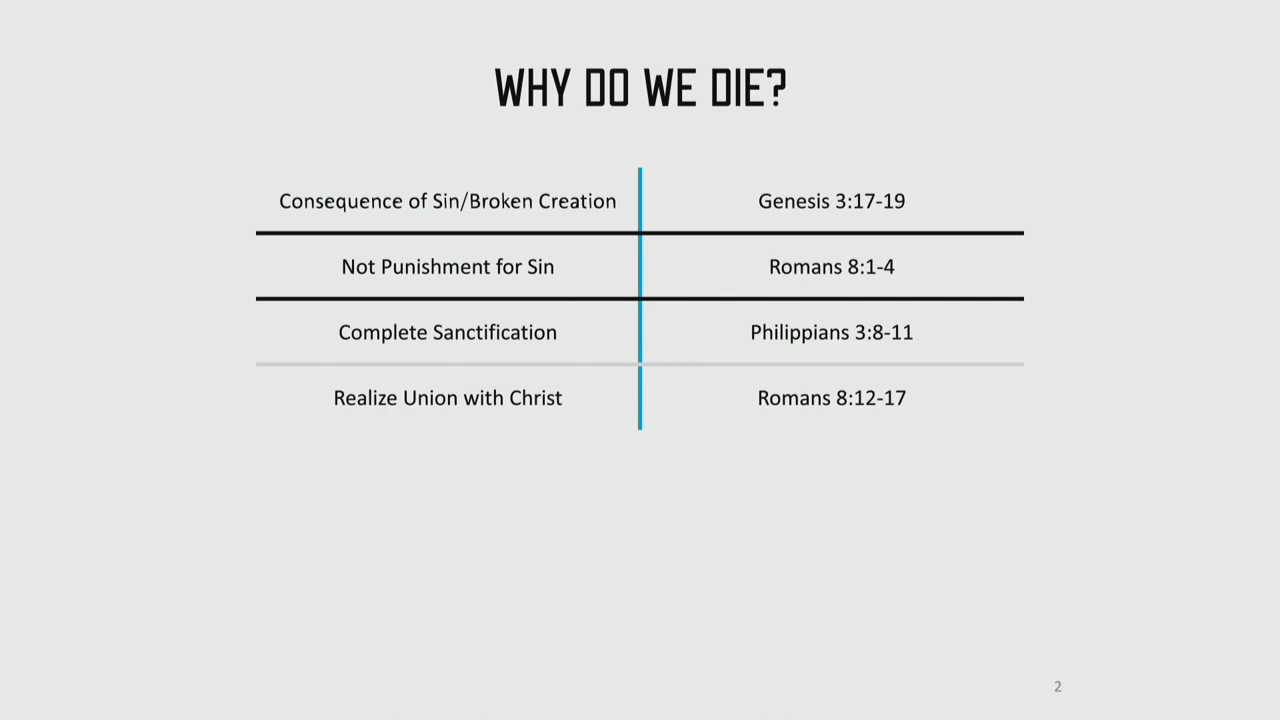 WHY DO WE DIE?
Consequence of Sin/Broken Creation Genesis 3:17-19
Not Punishment for Sin Romans 8:1-4
Complete Sanctification Philippians 3:8-11
Realize Union with Christ Romans 8:12-17
2